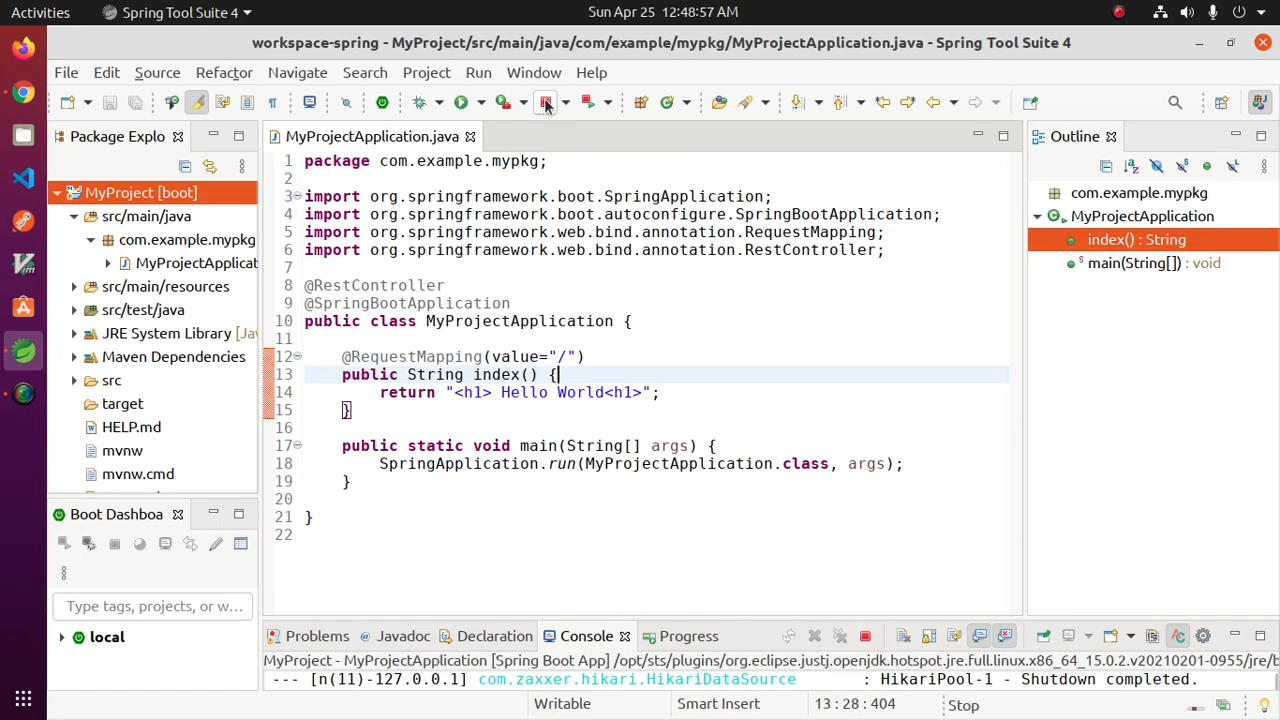 Activities
Spring Tool Suite 4
Sun Apr 25 12:48:57 AM
workspace-spring - MyProject/src/main/java/com/example/mypkg/MyProjectApplication.java - Spring Tool Suite 4
File Edit Source Refactor Navigate Search Project Run Window Help
Package Explo
MyProject [boot]
src/main/java
com.example.mypkg
MyProjectApplicat
src/main/resources
src/test/java
JRE System Library [Jav
Maven Dependencies
src
target
HELP.md
mvnw
mvnw.cmd
Boot Dashboa
Type tags, projects, or w...
local
MyProjectApplication.java
1 package com.example.mypkg;
2
3 import org.springframework.boot.SpringApplication;
4 import org.springframework.boot.autoconfigure.SpringBootApplication;
5 import org.springframework.web.bind.annotation.RequestMapping;
6 import org.springframework.web.bind.annotation.RestController;
7
8 @RestController
9 @SpringBootApplication
10 public class MyProjectApplication {
11
12 @RequestMapping(value="/")
13 public String index() {
14 return "<h1> Hello World<h1>";
15 }
16
17 public static void main(String[] args) {
18 SpringApplication.run(MyProjectApplication.class, args);
19 }
20
21 }
22
Outline
com.example.mypkg
MyProjectApplication
index() : String
main(String[]) : void
Problems @ Javadoc Declaration Console Progress
MyProject - MyProjectApplication [Spring Boot App] /opt/sts/plugins/org.eclipse.justj.openjdk.hotspot.jre.full.linux.x86_64_15.0.2.v20210201-0955/jre/b
--- [n(11)-127.0.0.1] com.zaxxer.hikari.HikariDataSource : HikariPool-1 - Shutdown completed.
Writable
Smart Insert
13 : 28 : 404
Stop